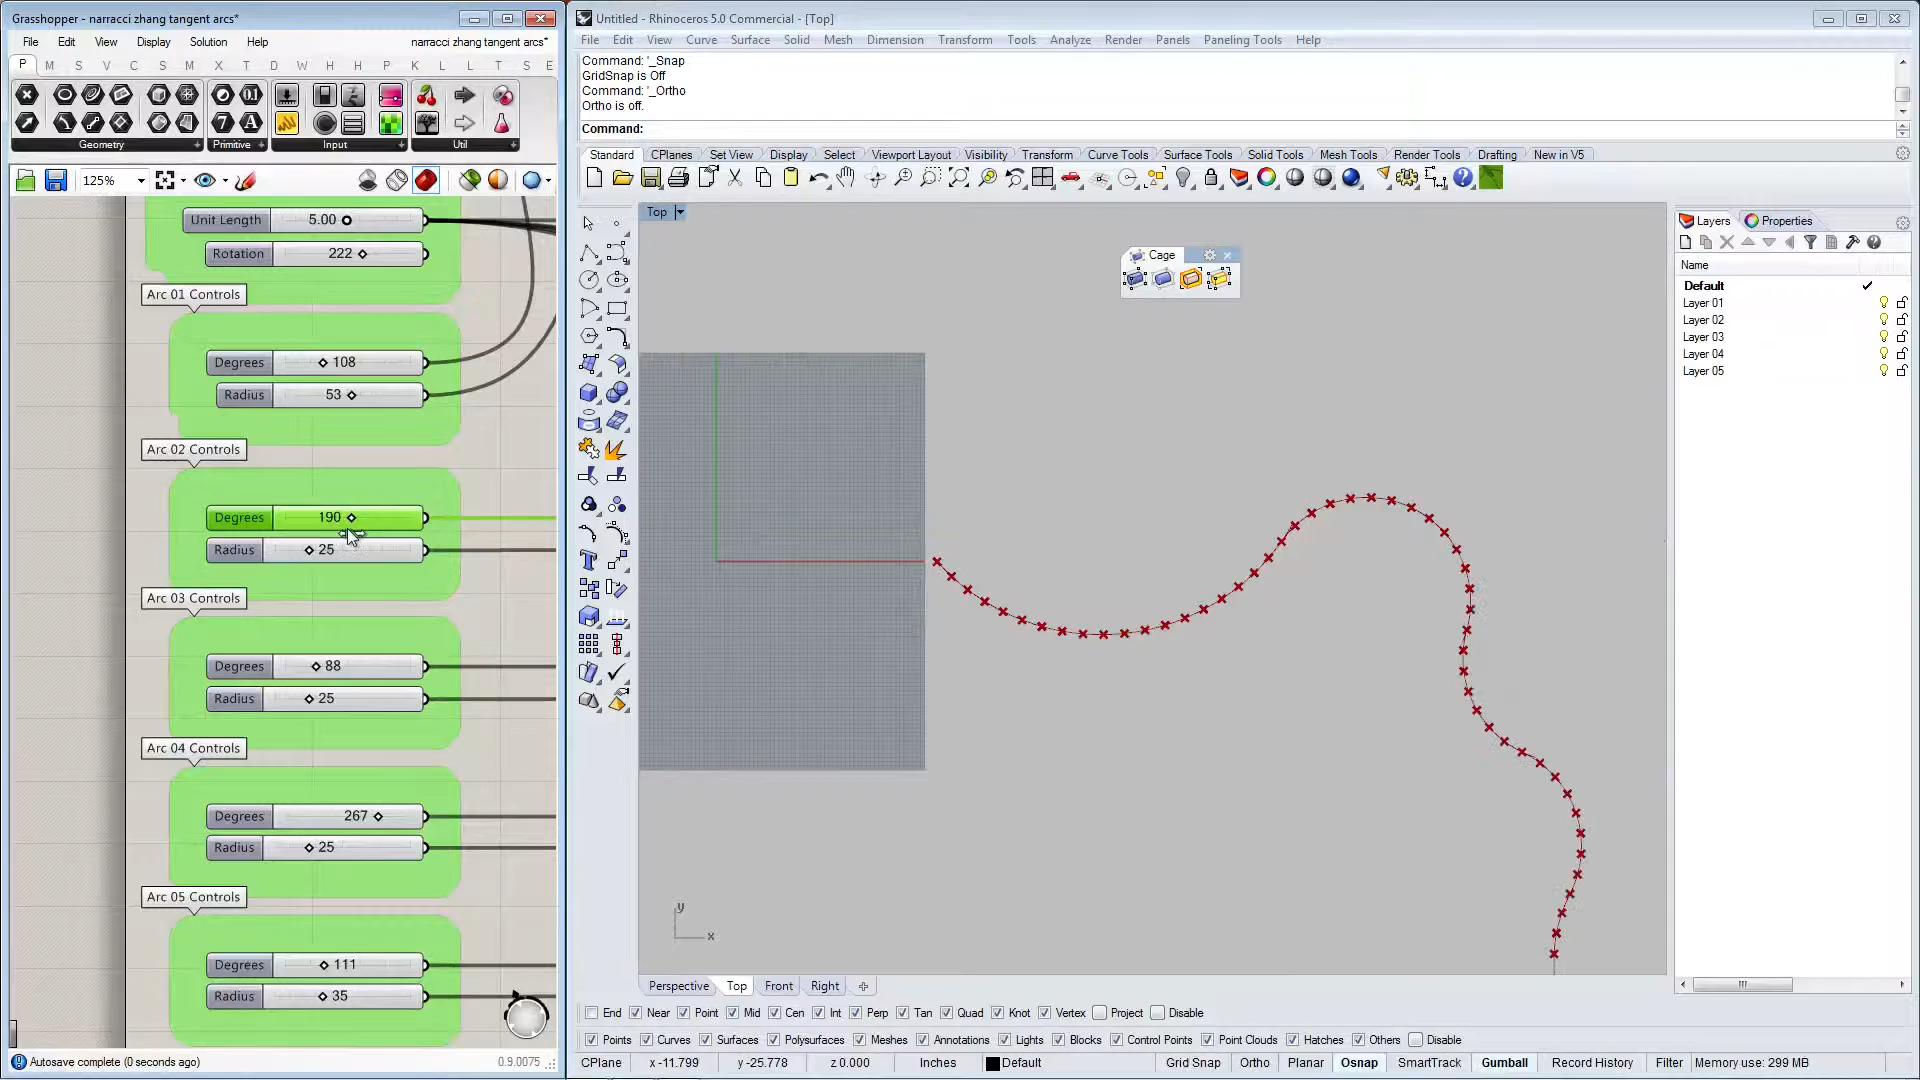 Grasshopper - narracci zhang tangent arcs*
File Edit View Display Solution Help narracci zhang tangent arcs*
P M S V C S M T D W H H P K L L T S E
Geometry Primitive Input Util
125%
Unit Length 5.00
Rotation 222
Arc 01 Controls
Degrees 108
Radius 53
Arc 02 Controls
Degrees 190
Radius 25
Arc 03 Controls
Degrees 88
Radius 25
Arc 04 Controls
Degrees 267
Radius 25
Arc 05 Controls
Degrees 111
Radius 35
Autosave complete (0 seconds ago) 0.9.0075
Untitled - Rhinoceros 5.0 Commercial - [Top]
File Edit View Curve Surface Solid Mesh Dimension Transform Tools Analyze Render Panels Paneling Tools Help
Command: '_Snap
GridSnap is Off
Command: '_Ortho
Ortho is off.
Command:
Standard CPlanes Set View Display Select Viewport Layout Visibility Transform Curve Tools Surface Tools Solid Tools Mesh Tools Render Tools Drafting New in V5
Top
Cage
y
x
Layers Properties
Name
Default
Layer 01
Layer 02
Layer 03
Layer 04
Layer 05
Perspective Top Front Right
End Near Point Mid Cen Int Perp Tan Quad Knot Vertex Project Disable
Points Curves Surfaces Polysurfaces Meshes Annotations Lights Blocks Control Points Point Clouds Hatches Others Disable
CPlane x -11.799 y -25.778 z 0.000 Inches Default Grid Snap Ortho Planar Osnap SmartTrack Gumball Record History Filter Memory use: 299 MB